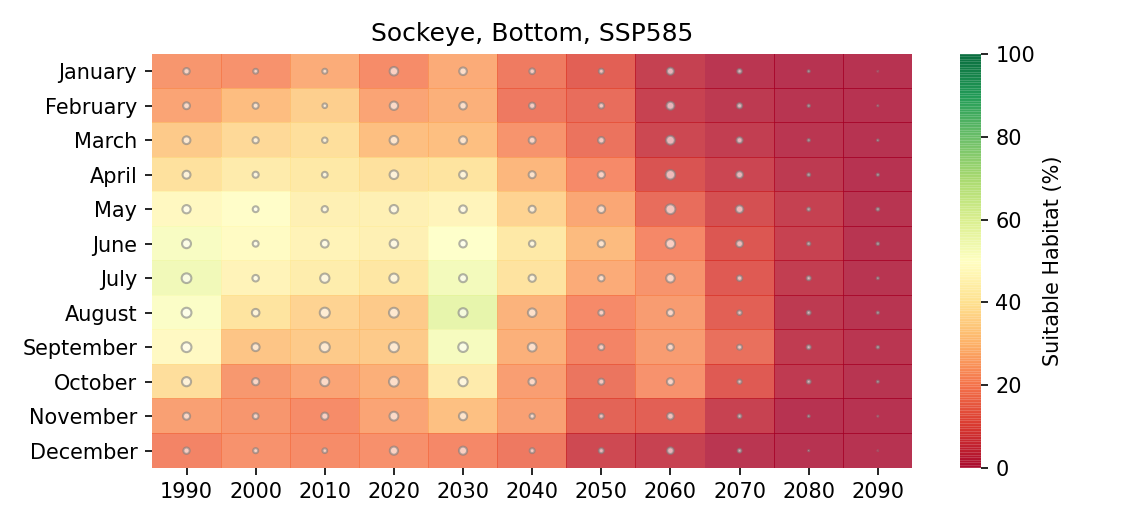 Sockeye, Bottom, SSP585
January
February
March
April
May
June
July
August
September
October
November
December
1990 2000 2010 2020 2030 2040 2050 2060 2070 2080 2090
100
80
60
40
20
0
Suitable Habitat (%)